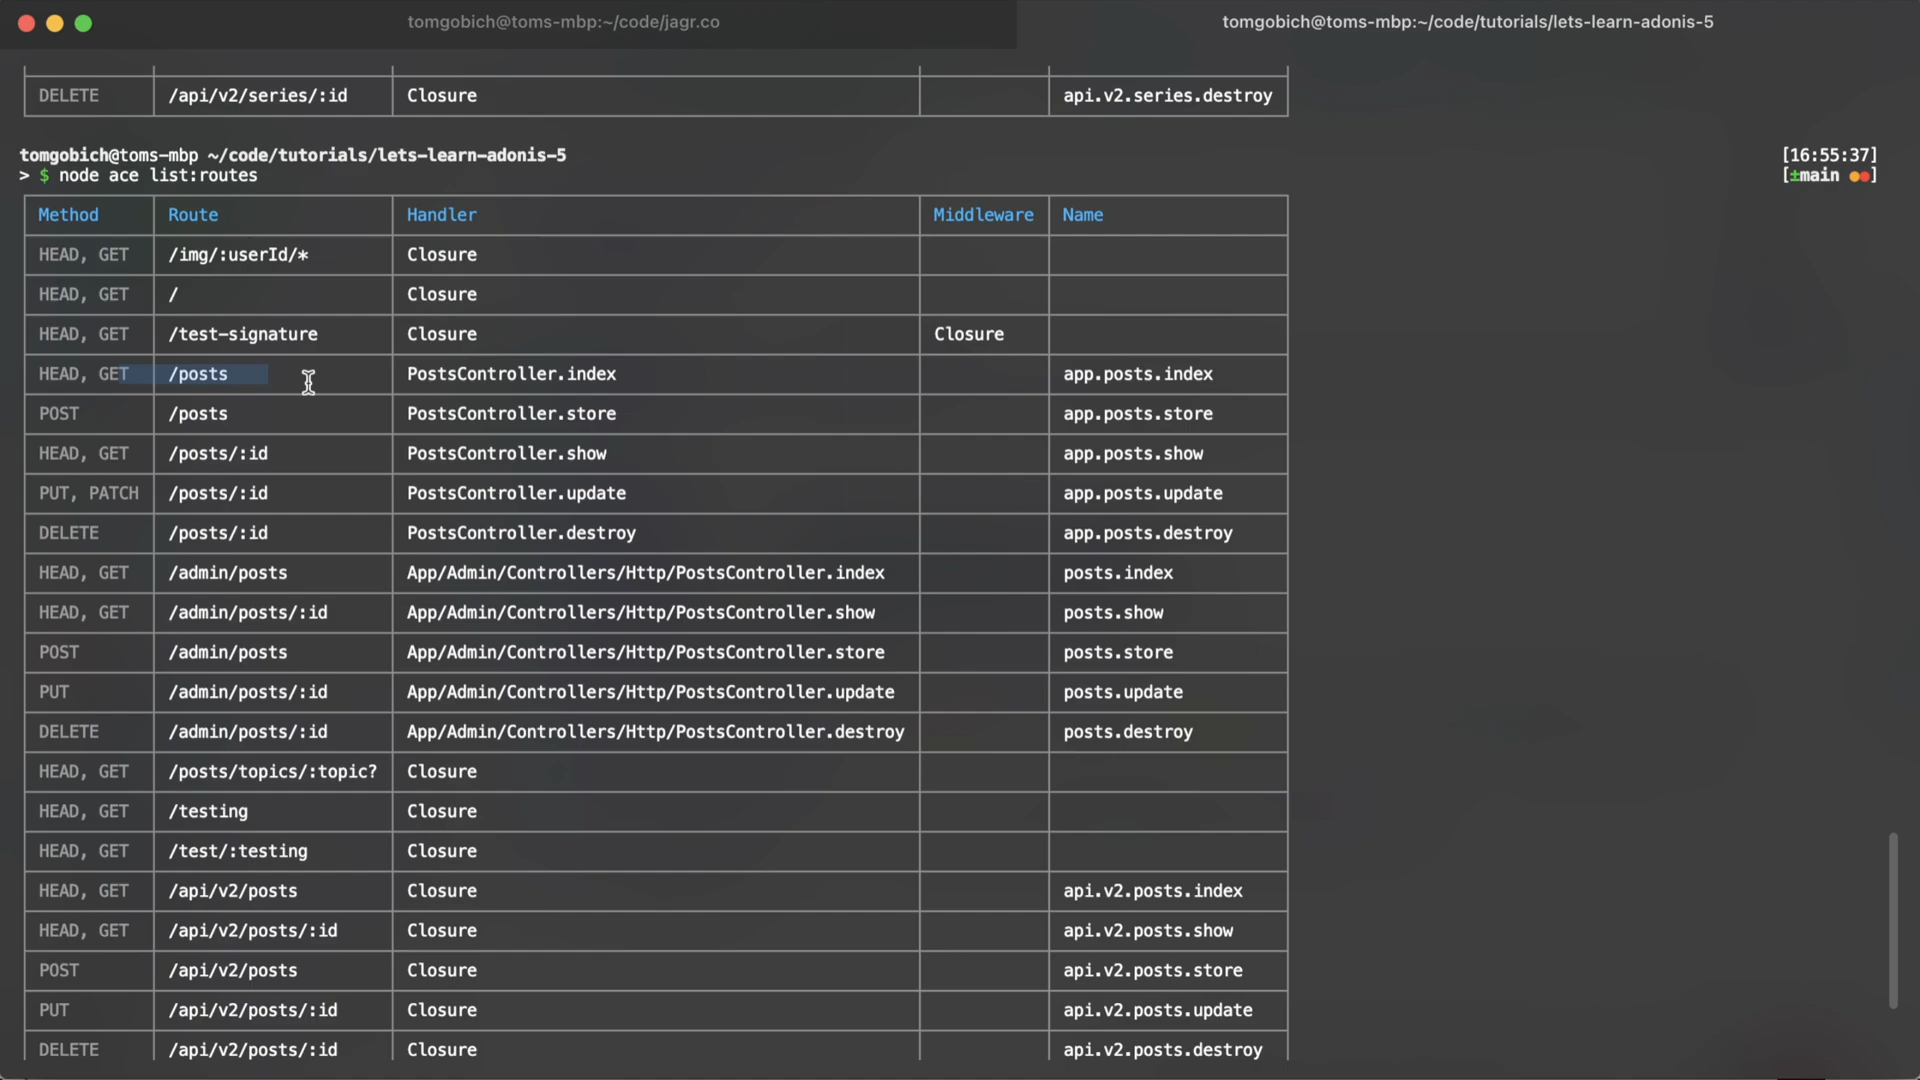 tomgobich@toms-mbp:~/code/jagr.co tomgobich@toms-mbp:~/code/tutorials/lets-learn-adonis-5
DELETE /api/v2/series/:id Closure api.v2.series.destroy
tomgobich@toms-mbp ~/code/tutorials/lets-learn-adonis-5 [16:55:37]
> $ node ace list:routes [±main ●●]
Method Route Handler Middleware Name
HEAD, GET /img/:userId/* Closure
HEAD, GET / Closure
HEAD, GET /test-signature Closure Closure
HEAD, GET /posts PostsController.index app.posts.index
POST /posts PostsController.store app.posts.store
HEAD, GET /posts/:id PostsController.show app.posts.show
PUT, PATCH /posts/:id PostsController.update app.posts.update
DELETE /posts/:id PostsController.destroy app.posts.destroy
HEAD, GET /admin/posts App/Admin/Controllers/Http/PostsController.index posts.index
HEAD, GET /admin/posts/:id App/Admin/Controllers/Http/PostsController.show posts.show
POST /admin/posts App/Admin/Controllers/Http/PostsController.store posts.store
PUT /admin/posts/:id App/Admin/Controllers/Http/PostsController.update posts.update
DELETE /admin/posts/:id App/Admin/Controllers/Http/PostsController.destroy posts.destroy
HEAD, GET /posts/topics/:topic? Closure
HEAD, GET /testing Closure
HEAD, GET /test/:testing Closure
HEAD, GET /api/v2/posts Closure api.v2.posts.index
HEAD, GET /api/v2/posts/:id Closure api.v2.posts.show
POST /api/v2/posts Closure api.v2.posts.store
PUT /api/v2/posts/:id Closure api.v2.posts.update
DELETE /api/v2/posts/:id Closure api.v2.posts.destroy